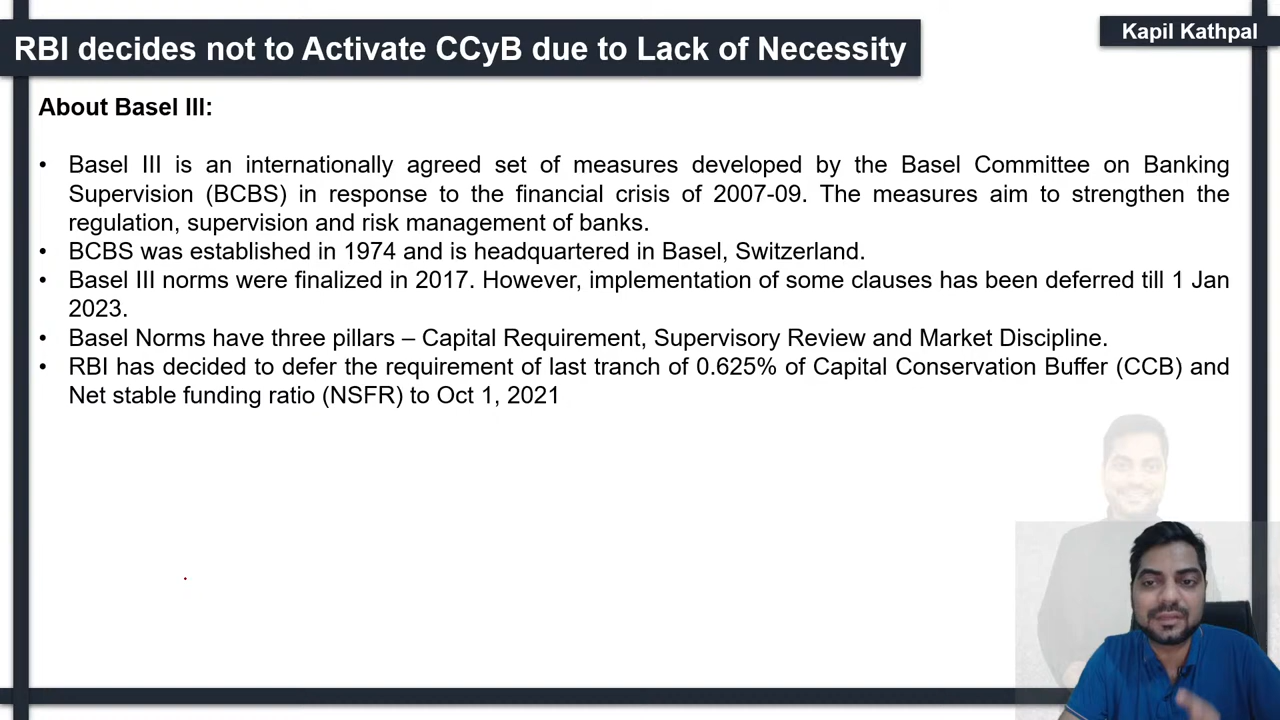 RBI decides not to Activate CCyB due to Lack of Necessity
Kapil Kathpal
About Basel III:
• Basel III is an internationally agreed set of measures developed by the Basel Committee on Banking
Supervision (BCBS) in response to the financial crisis of 2007-09. The measures aim to strengthen the
regulation, supervision and risk management of banks.
• BCBS was established in 1974 and is headquartered in Basel, Switzerland.
• Basel III norms were finalized in 2017. However, implementation of some clauses has been deferred till 1 Jan
2023.
• Basel Norms have three pillars – Capital Requirement, Supervisory Review and Market Discipline.
• RBI has decided to defer the requirement of last tranch of 0.625% of Capital Conservation Buffer (CCB) and
Net stable funding ratio (NSFR) to Oct 1, 2021